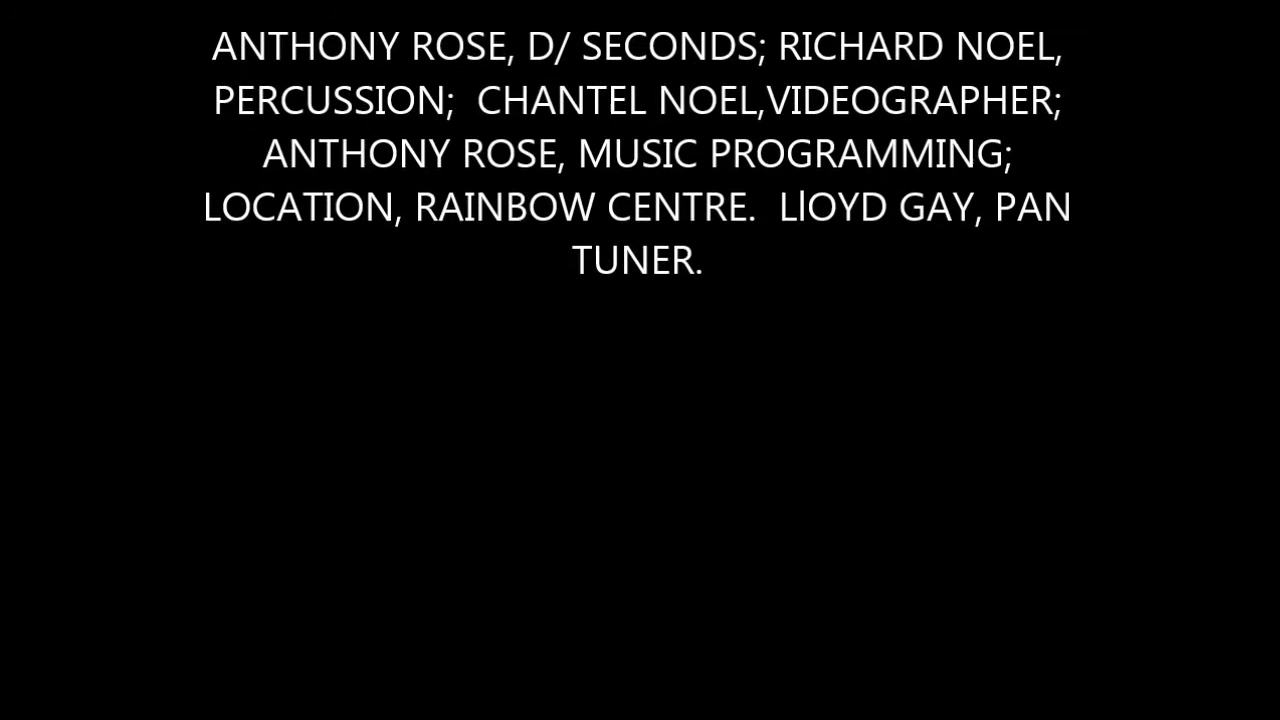 ANTHONY ROSE, D/ SECONDS; RICHARD NOEL,
PERCUSSION;  CHANTEL NOEL,VIDEOGRAPHER;
ANTHONY ROSE, MUSIC PROGRAMMING;
LOCATION, RAINBOW CENTRE.  LlOYD GAY, PAN
TUNER.